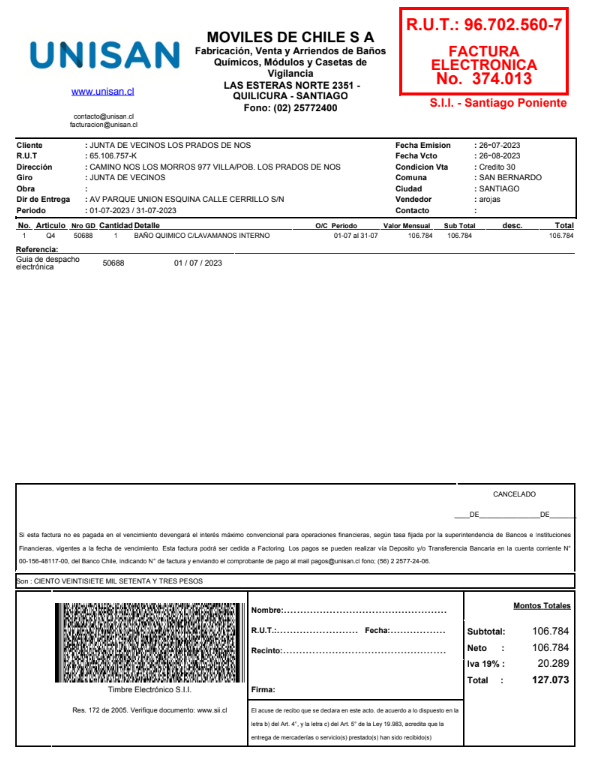 UNISAN
www.unisan.cl
contacto@unisan.cl
facturacion@unisan.cl
MOVILES DE CHILE S A
Fabricación, Venta y Arriendos de Baños
Químicos, Módulos y Casetas de
Vigilancia
LAS ESTERAS NORTE 2351 -
QUILICURA - SANTIAGO
Fono: (02) 25772400
R.U.T.: 96.702.560-7
FACTURA
ELECTRONICA
No. 374.013
S.I.I. - Santiago Poniente
Cliente : JUNTA DE VECINOS LOS PRADOS DE NOS Fecha Emision : 26-07-2023
R.U.T : 65.106.757-K Fecha Vcto : 26-08-2023
Dirección : CAMINO NOS LOS MORROS 977 VILLA/POB. LOS PRADOS DE NOS Condicion Vta : Credito 30
Giro : JUNTA DE VECINOS Comuna : SAN BERNARDO
Obra : Ciudad : SANTIAGO
Dir de Entrega : AV PARQUE UNION ESQUINA CALLE CERRILLO S/N Vendedor : arojas
Periodo : 01-07-2023 / 31-07-2023 Contacto :
No. Articulo Nro GD Cantidad Detalle O/C Periodo Valor Mensual Sub Total desc. Total
1 Q4 50688 1 BAÑO QUIMICO C/LAVAMANOS INTERNO 01-07 al 31-07 106.784 106.784 106.784
Referencia:
Guia de despacho electrónica 50688 01 / 07 / 2023
CANCELADO
____DE________________DE_______
Si esta factura no es pagada en el vencimiento devengará el interés máximo convencional para operaciones financieras, según tasa fijada por la superintendencia de Bancos e Instituciones
Financieras, vigentes a la fecha de vencimiento. Esta factura podrá ser cedida a Factoring. Los pagos se pueden realizar vía Deposito y/o Transferencia Bancaria en la cuenta corriente N°
00-156-48117-00, del Banco Chile, indicando N° de factura y enviando el comprobante de pago al mail pagos@unisan.cl fono: (56) 2 2577-24-06.
Son : CIENTO VEINTISIETE MIL SETENTA Y TRES PESOS
Timbre Electrónico S.I.I.
Res. 172 de 2005. Verifique documento: www.sii.cl
Nombre:...............................................
R.U.T.:........................ Fecha:................
Recinto:...............................................
Firma:
El acuse de recibo que se declara en este acto, de acuerdo a lo dispuesto en la
letra b) del Art. 4°, y la letra c) del Art. 5° de la Ley 19.983, acredita que la
entrega de mercaderías o servicio(s) prestado(s) han sido recibido(s)
Montos Totales
Subtotal: 106.784
Neto : 106.784
Iva 19% : 20.289
Total : 127.073